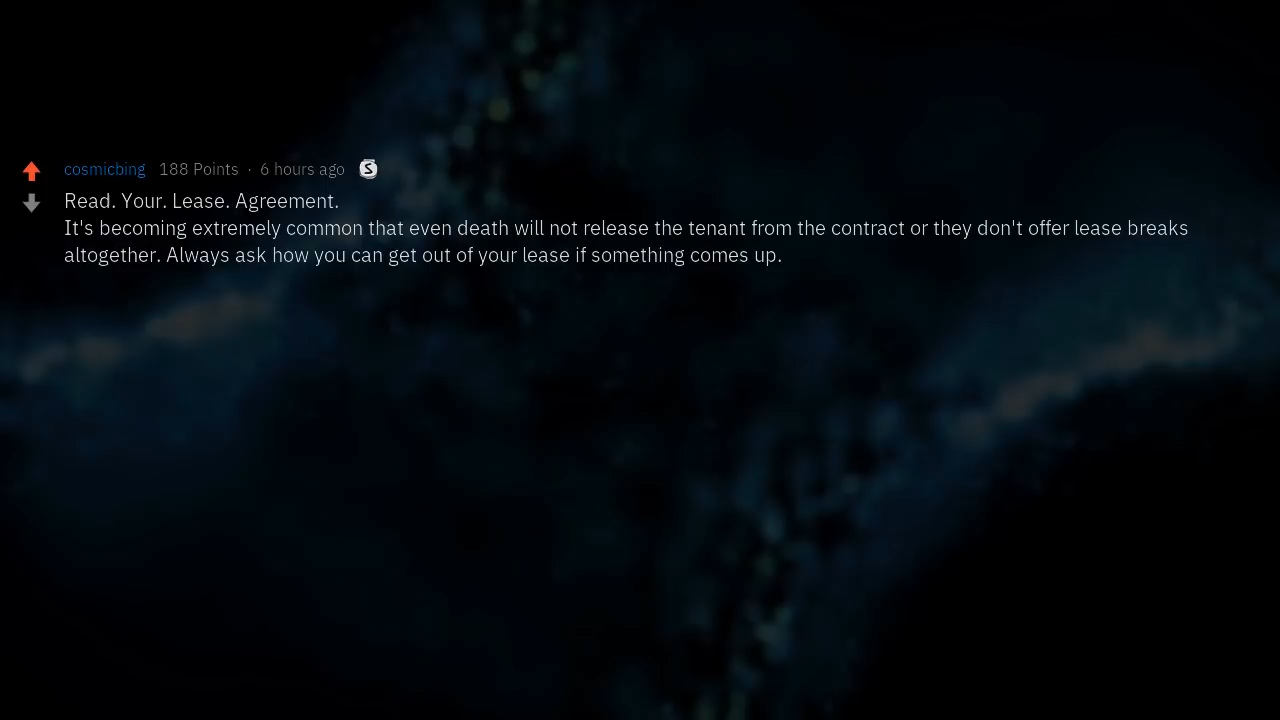 cosmicbing 188 Points · 6 hours ago S
Read. Your. Lease. Agreement.
It's becoming extremely common that even death will not release the tenant from the contract or they don't offer lease breaks
altogether. Always ask how you can get out of your lease if something comes up.